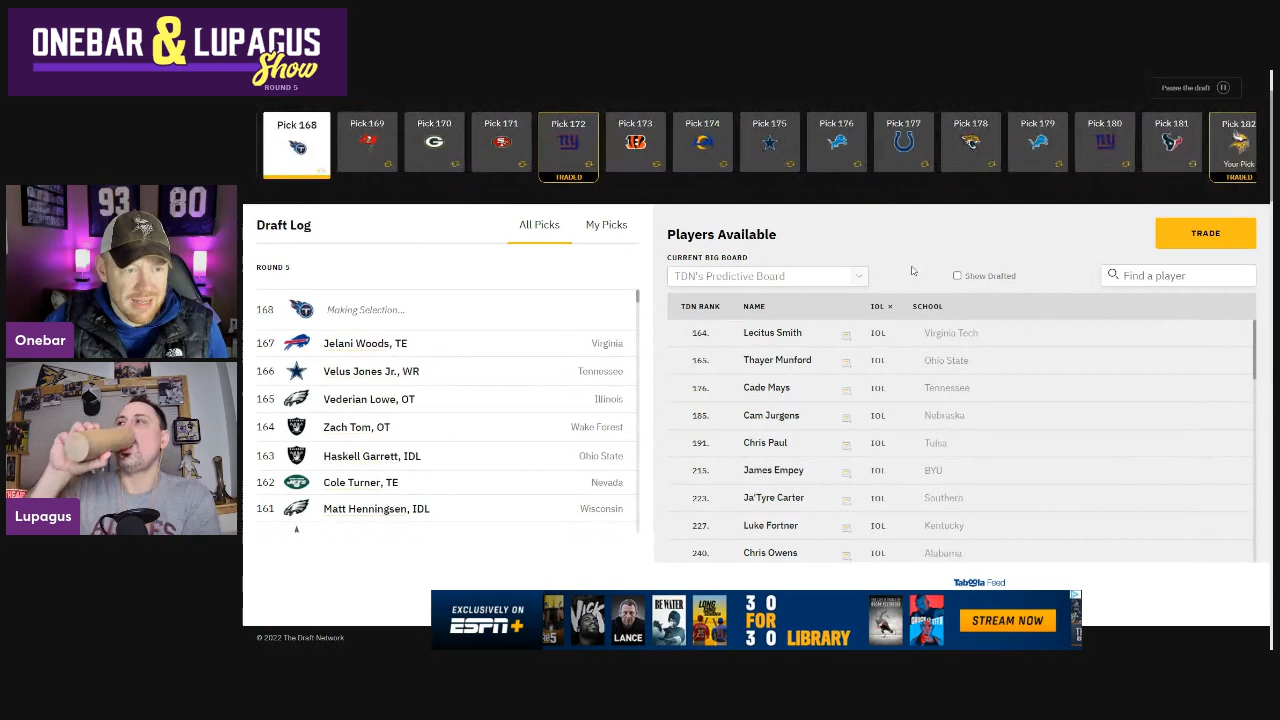 ONEBAR & LUPAGUS
Show
ROUND 5
Pause the draft
Pick 168
Pick 169
Pick 170
Pick 171
Pick 172
TRADED
Pick 173
Pick 174
Pick 175
Pick 176
Pick 177
Pick 178
Pick 179
Pick 180
Pick 181
Pick 182
Your Pick
TRADED
93
80
Onebar
Lupagus
Draft Log
All Picks
My Picks
ROUND 5
168 Making Selection...
167 Jelani Woods, TE Virginia
166 Velus Jones Jr., WR Tennessee
165 Vederian Lowe, OT Illinois
164 Zach Tom, OT Wake Forest
163 Haskell Garrett, IDL Ohio State
162 Cole Turner, TE Nevada
161 Matt Henningsen, IDL Wisconsin
Players Available
TRADE
CURRENT BIG BOARD
TDN's Predictive Board
Show Drafted
Find a player
TDN RANK NAME IOL × SCHOOL
164. Lecitus Smith IOL Virginia Tech
165. Thayer Munford IOL Ohio State
176. Cade Mays IOL Tennessee
185. Cam Jurgens IOL Nebraska
191. Chris Paul IOL Tulsa
215. James Empey IOL BYU
223. Ja'Tyre Carter IOL Southern
227. Luke Fortner IOL Kentucky
240. Chris Owens IOL Alabama
Taboola Feed
EXCLUSIVELY ON
ESPN+
LANCE
BE WATER
LONG GONE SUMMER
30
FOR
30 LIBRARY
STREAM NOW
© 2022 The Draft Network